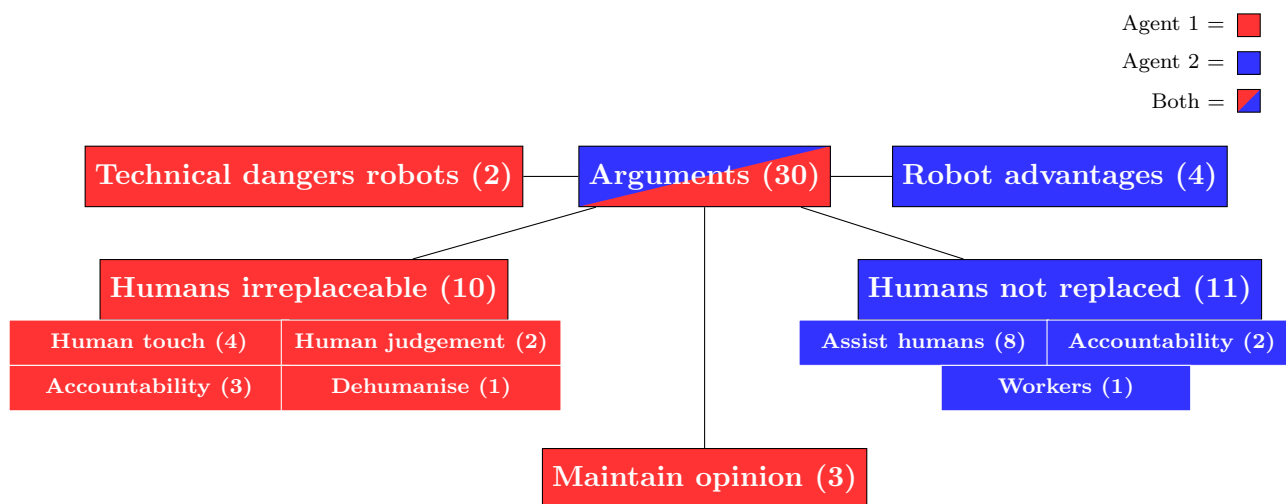 Agent 1 =
Agent 2 =
Both =
Technical dangers robots (2)
Arguments (30)
Robot advantages (4)
Humans irreplaceable (10)
Humans not replaced (11)
Human touch (4)
Human judgement (2)
Assist humans (8)
Accountability (2)
Accountability (3)
Dehumanise (1)
Workers (1)
Maintain opinion (3)